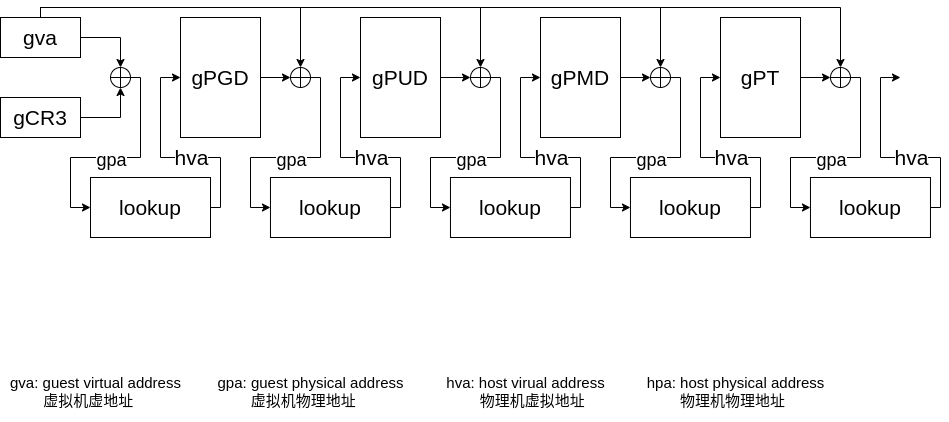 gva
gPGD
gPUD
gPMD
gPT
gCR3
gpa
hva
gpa
hva
gpa
hva
gpa
hva
gpa
hva
lookup
lookup
lookup
lookup
lookup
gva: guest virtual address
虚拟机虚地址
gpa: guest physical address
虚拟机物理地址
hva: host virual address
物理机虚拟地址
hpa: host physical address
物理机物理地址